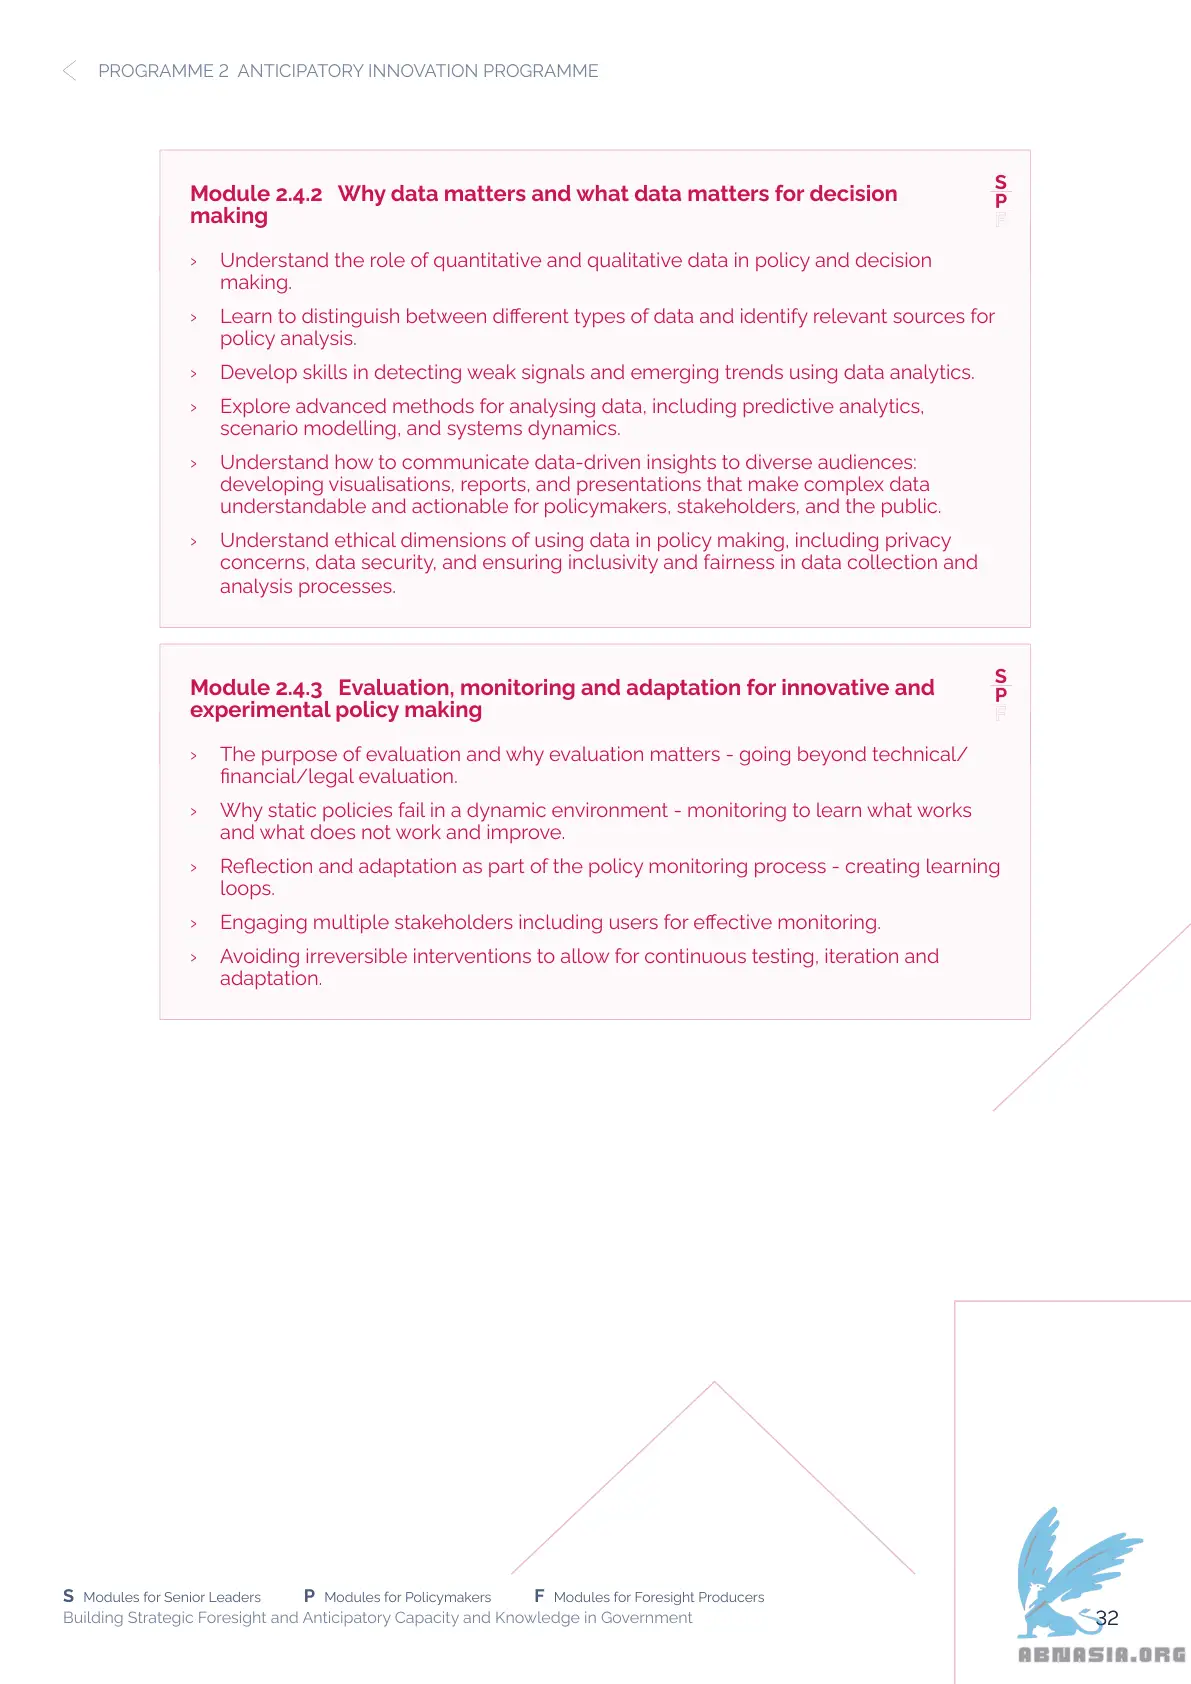 PROGRAMME 2 ANTICIPATORY INNOVATION PROGRAMME
Module 2.4.2 Why data matters and what data matters for decision
making
S
P
F
› Understand the role of quantitative and qualitative data in policy and decision
making.
› Learn to distinguish between different types of data and identify relevant sources for
policy analysis.
› Develop skills in detecting weak signals and emerging trends using data analytics.
› Explore advanced methods for analysing data, including predictive analytics,
scenario modelling, and systems dynamics.
› Understand how to communicate data-driven insights to diverse audiences:
developing visualisations, reports, and presentations that make complex data
understandable and actionable for policymakers, stakeholders, and the public.
› Understand ethical dimensions of using data in policy making, including privacy
concerns, data security, and ensuring inclusivity and fairness in data collection and
analysis processes.
Module 2.4.3 Evaluation, monitoring and adaptation for innovative and
experimental policy making
S
P
F
› The purpose of evaluation and why evaluation matters - going beyond technical/
financial/legal evaluation.
› Why static policies fail in a dynamic environment - monitoring to learn what works
and what does not work and improve.
› Reflection and adaptation as part of the policy monitoring process - creating learning
loops.
› Engaging multiple stakeholders including users for effective monitoring.
› Avoiding irreversible interventions to allow for continuous testing, iteration and
adaptation.
S Modules for Senior Leaders P Modules for Policymakers F Modules for Foresight Producers
Building Strategic Foresight and Anticipatory Capacity and Knowledge in Government
32
ABNASIA.ORG